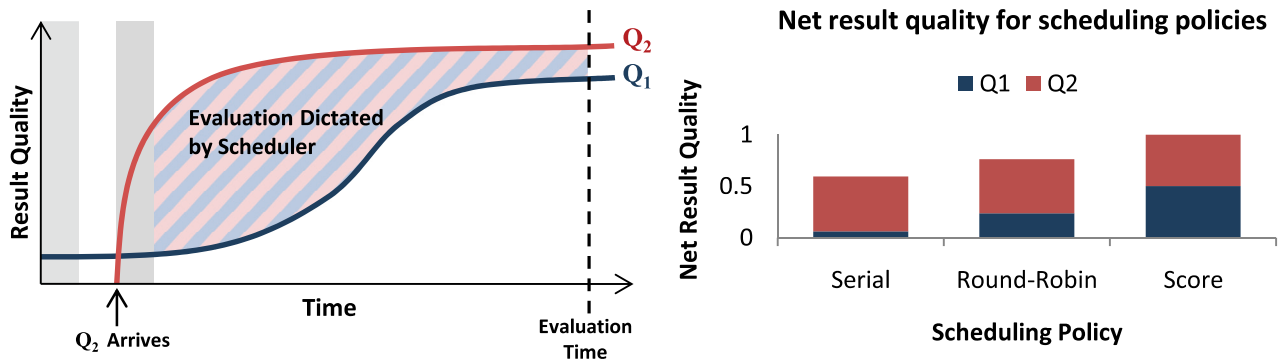 Result Quality
Q2
Q1
Evaluation Dictated
by Scheduler
Time
Q2 Arrives
Evaluation
Time
Net result quality for scheduling policies
Q1 Q2
Net Result Quality
1
0.5
0
Serial Round-Robin Score
Scheduling Policy